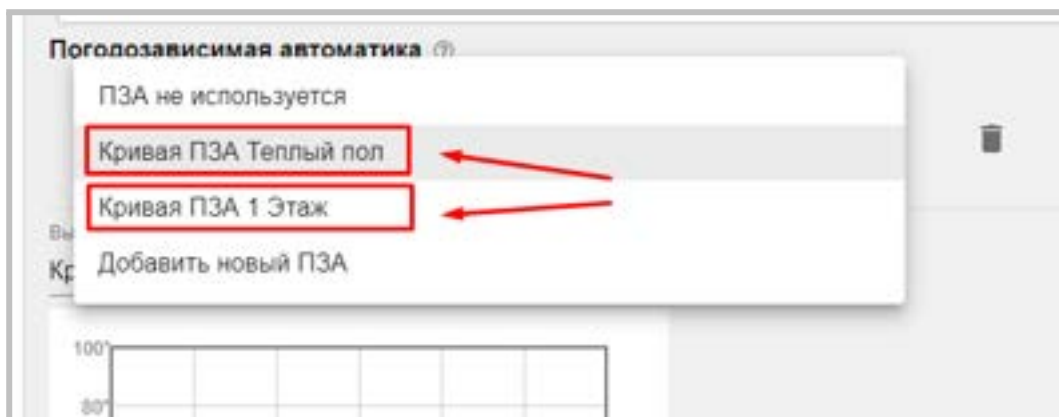 Погодозависимая автоматика
ПЗА не используется
Кривая ПЗА Теплый пол
Кривая ПЗА 1 Этаж
Добавить новый ПЗА
100°
80°